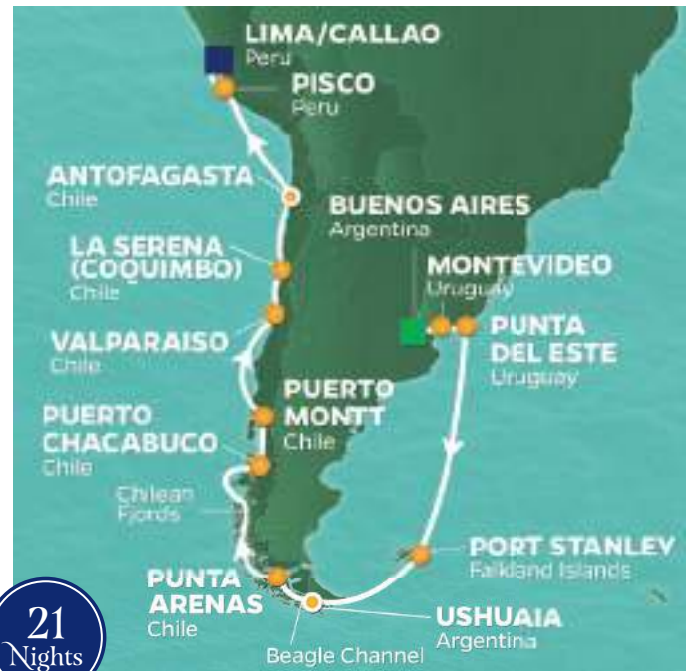 LIMA/CALLAO
Peru
PISCO
Peru
ANTOFAGASTA
Chile
BUENOS AIRES
Argentina
LA SERENA
(COQUIMBO)
Chile
MONTEVIDEO
Uruguay
VALPARAISO
Chile
PUNTA
DEL ESTE
Uruguay
PUERTO
MONTT
Chile
PUERTO
CHACABUCO
Chile
Chilean
Fjords
PORT STANLEY
Falkland Islands
PUNTA
ARENAS
Chile
USHUAIA
Argentina
Beagle Channel
21
Nights